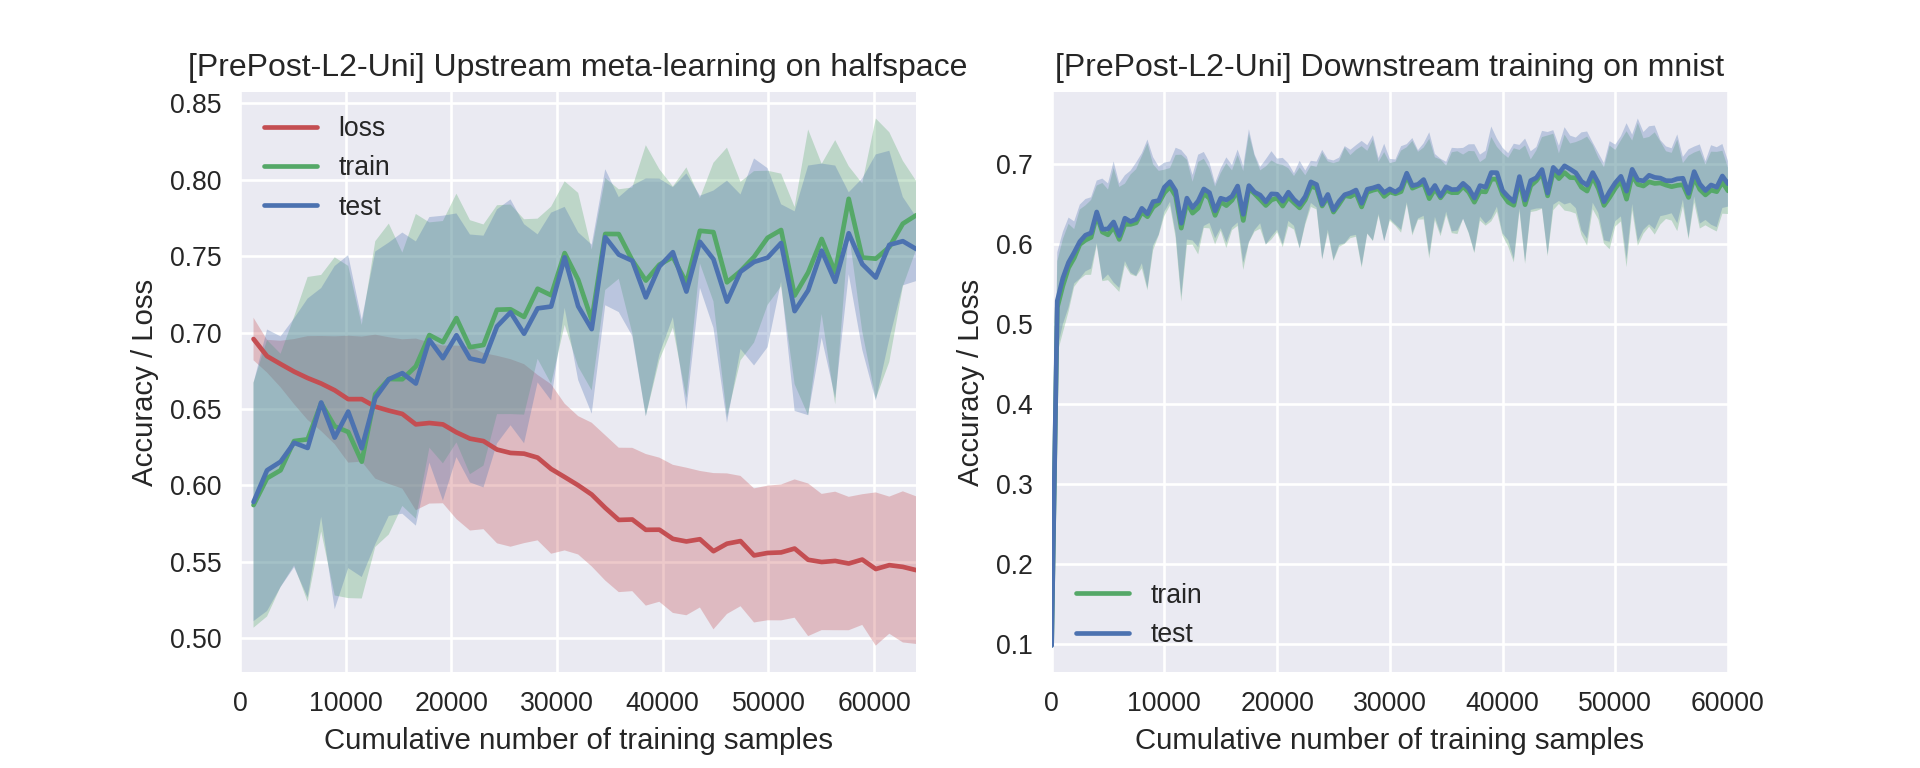 [PrePost-L2-Uni] Upstream meta-learning on halfspace
0.85
0.80
0.75
0.70
0.65
0.60
0.55
0.50
Accuracy / Loss
loss
train
test
0 10000 20000 30000 40000 50000 60000
Cumulative number of training samples
[PrePost-L2-Uni] Downstream training on mnist
0.7
0.6
0.5
0.4
0.3
0.2
0.1
Accuracy / Loss
train
test
0 10000 20000 30000 40000 50000 60000
Cumulative number of training samples